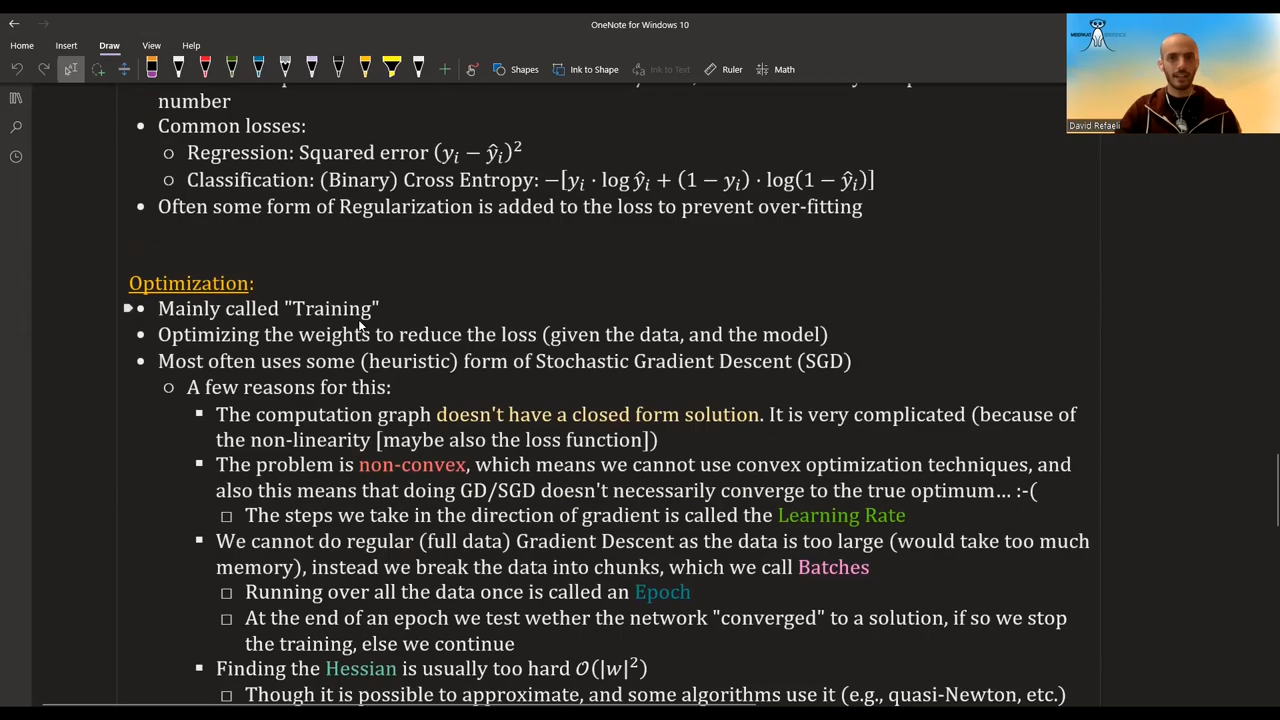 OneNote for Windows 10
Home Insert Draw View Help
Shapes Ink to Shape Ink to Text Ruler Math
David Refaeli
number
• Common losses:
○ Regression: Squared error (yᵢ − ŷᵢ)²
○ Classification: (Binary) Cross Entropy: −[yᵢ · log ŷᵢ + (1 − yᵢ) · log(1 − ŷᵢ)]
• Often some form of Regularization is added to the loss to prevent over-fitting
Optimization:
• Mainly called "Training"
• Optimizing the weights to reduce the loss (given the data, and the model)
• Most often uses some (heuristic) form of Stochastic Gradient Descent (SGD)
○ A few reasons for this:
▪ The computation graph doesn't have a closed form solution. It is very complicated (because of
the non-linearity [maybe also the loss function])
▪ The problem is non-convex, which means we cannot use convex optimization techniques, and
also this means that doing GD/SGD doesn't necessarily converge to the true optimum... :-(
□ The steps we take in the direction of gradient is called the Learning Rate
▪ We cannot do regular (full data) Gradient Descent as the data is too large (would take too much
memory), instead we break the data into chunks, which we call Batches
□ Running over all the data once is called an Epoch
□ At the end of an epoch we test wether the network "converged" to a solution, if so we stop
the training, else we continue
▪ Finding the Hessian is usually too hard 𝒪(|w|²)
□ Though it is possible to approximate, and some algorithms use it (e.g., quasi-Newton, etc.)